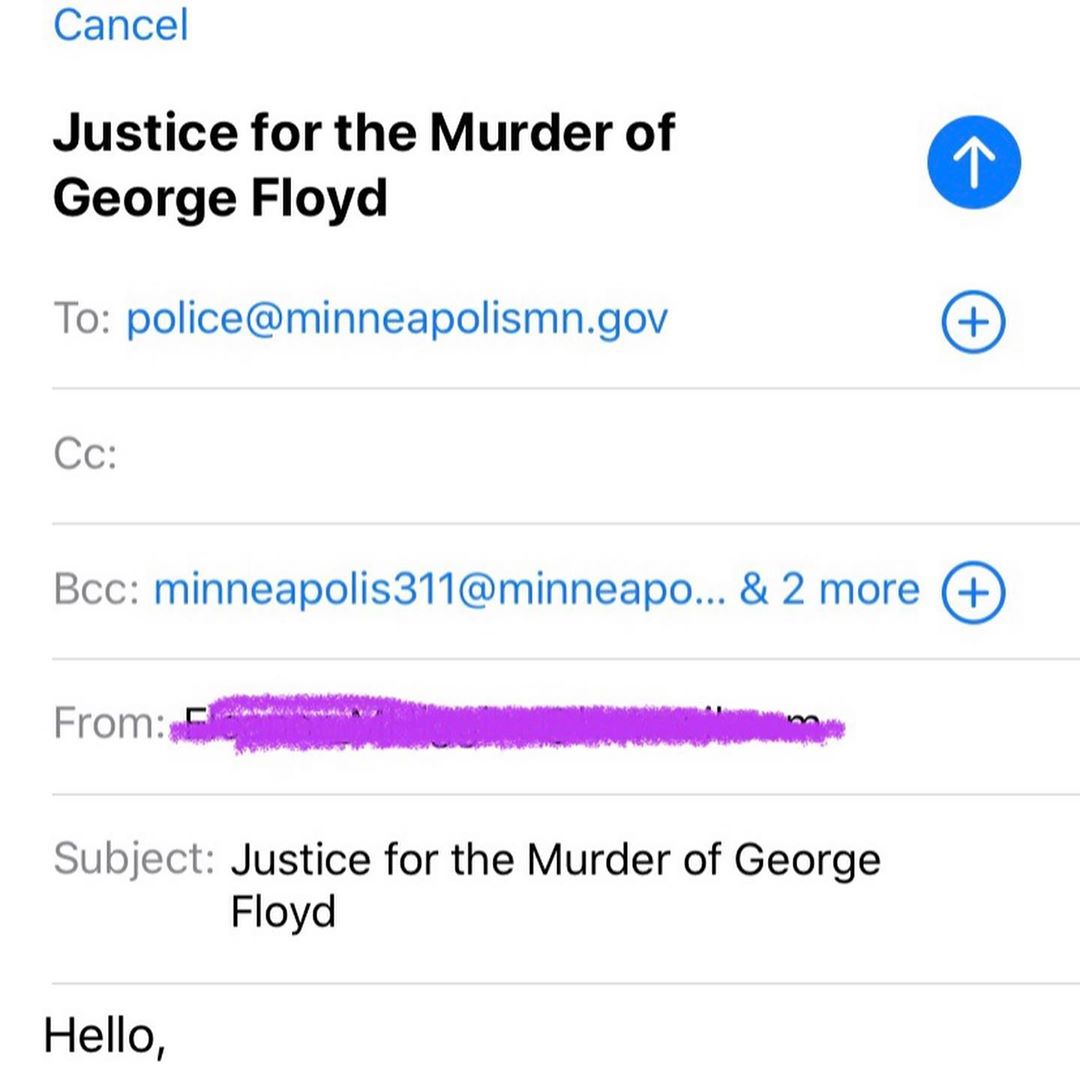 Cancel
Justice for the Murder of
George Floyd
To: police@minneapolismn.gov
Cc:
Bcc: minneapolis311@minneapo... & 2 more
From:
Subject: Justice for the Murder of George
Floyd
Hello,